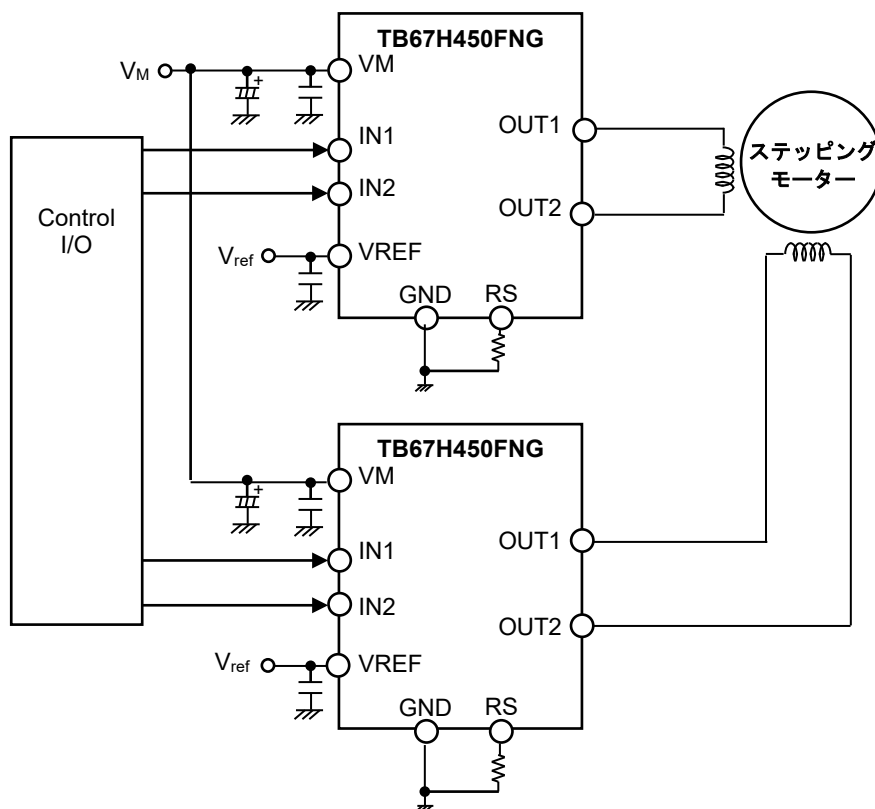 TB67H450FNG
VM
VM
IN1
IN2
Control
I/O
Vref
VREF
GND
RS
OUT1
OUT2
ステッピング
モーター
TB67H450FNG
VM
IN1
IN2
Vref
VREF
GND
RS
OUT1
OUT2